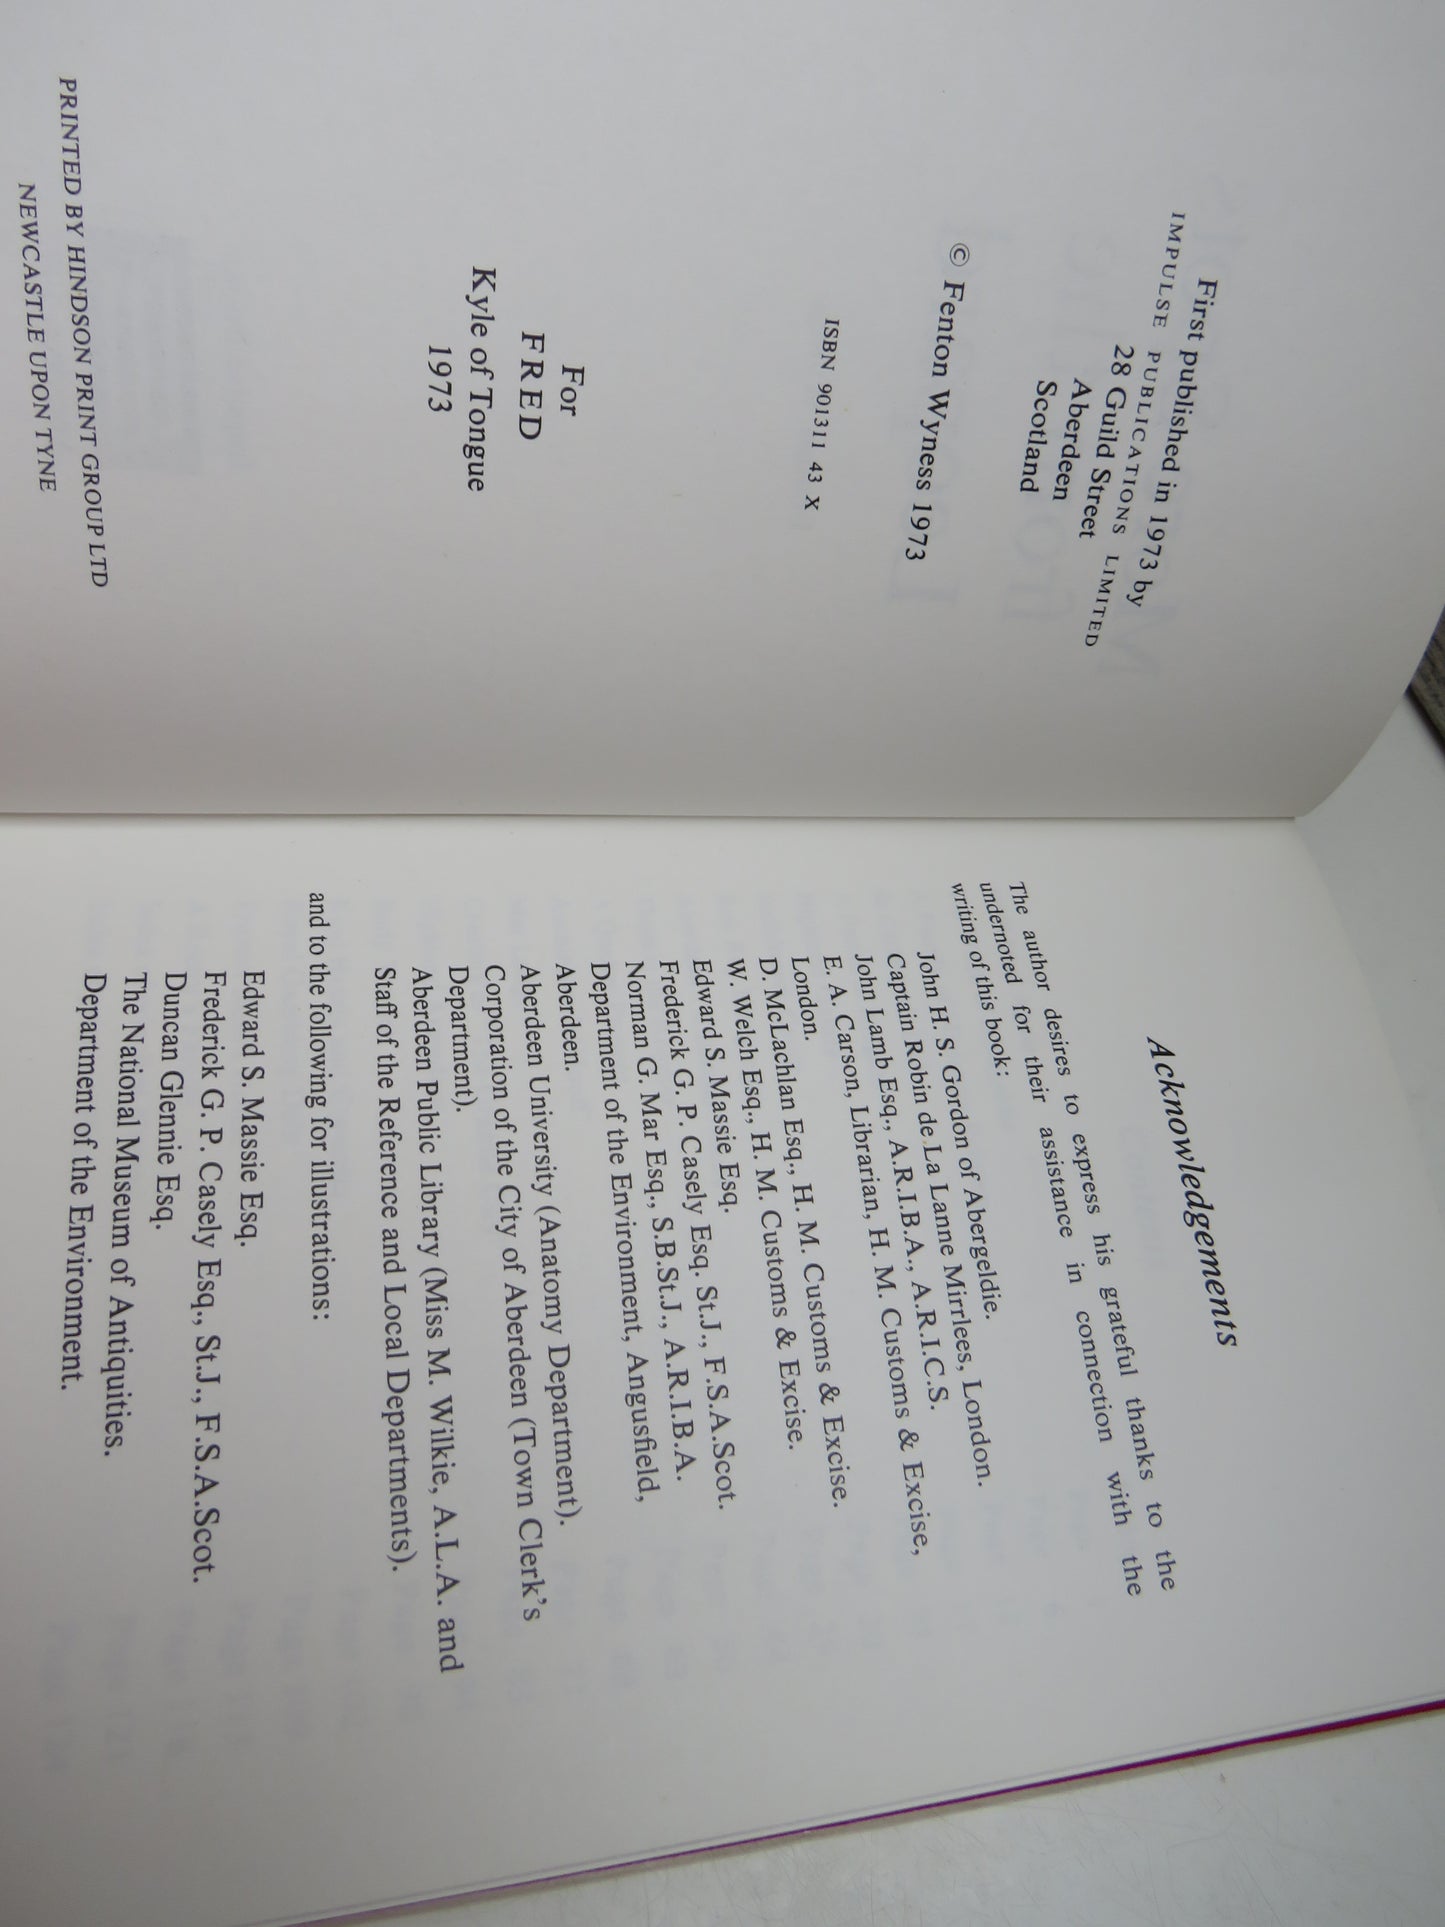 First published in 1973 by
IMPULSE PUBLICATIONS LIMITED
28 Guild Street
Aberdeen
Scotland
© Fenton Wyness 1973
ISBN 901311 43 X
For
FRED
Kyle of Tongue
1973
PRINTED BY HINDSON PRINT GROUP LTD
NEWCASTLE UPON TYNE
Acknowledgements
The author desires to express his grateful thanks to the
undernoted for their assistance in connection with the
writing of this book:
John H. S. Gordon of Abergeldie.
Captain Robin de La Lanne Mirrlees, London.
John Lamb Esq., A.R.I.B.A., A.R.I.C.S.
E. A. Carson, Librarian, H. M. Customs & Excise,
London.
D. McLachlan Esq., H. M. Customs & Excise.
W. Welch Esq., H. M. Customs & Excise.
Edward S. Massie Esq.
Frederick G. P. Casely Esq. St.J., F.S.A.Scot.
Norman G. Mar Esq., S.B.St.J., A.R.I.B.A.
Department of the Environment, Angusfield,
Aberdeen.
Aberdeen University (Anatomy Department).
Corporation of the City of Aberdeen (Town Clerk's
Department).
Aberdeen Public Library (Miss M. Wilkie, A.L.A. and
Staff of the Reference and Local Departments).
and to the following for illustrations:
Edward S. Massie Esq.
Frederick G. P. Casely Esq., St.J., F.S.A.Scot.
Duncan Glennie Esq.
The National Museum of Antiquities.
Department of the Environment.